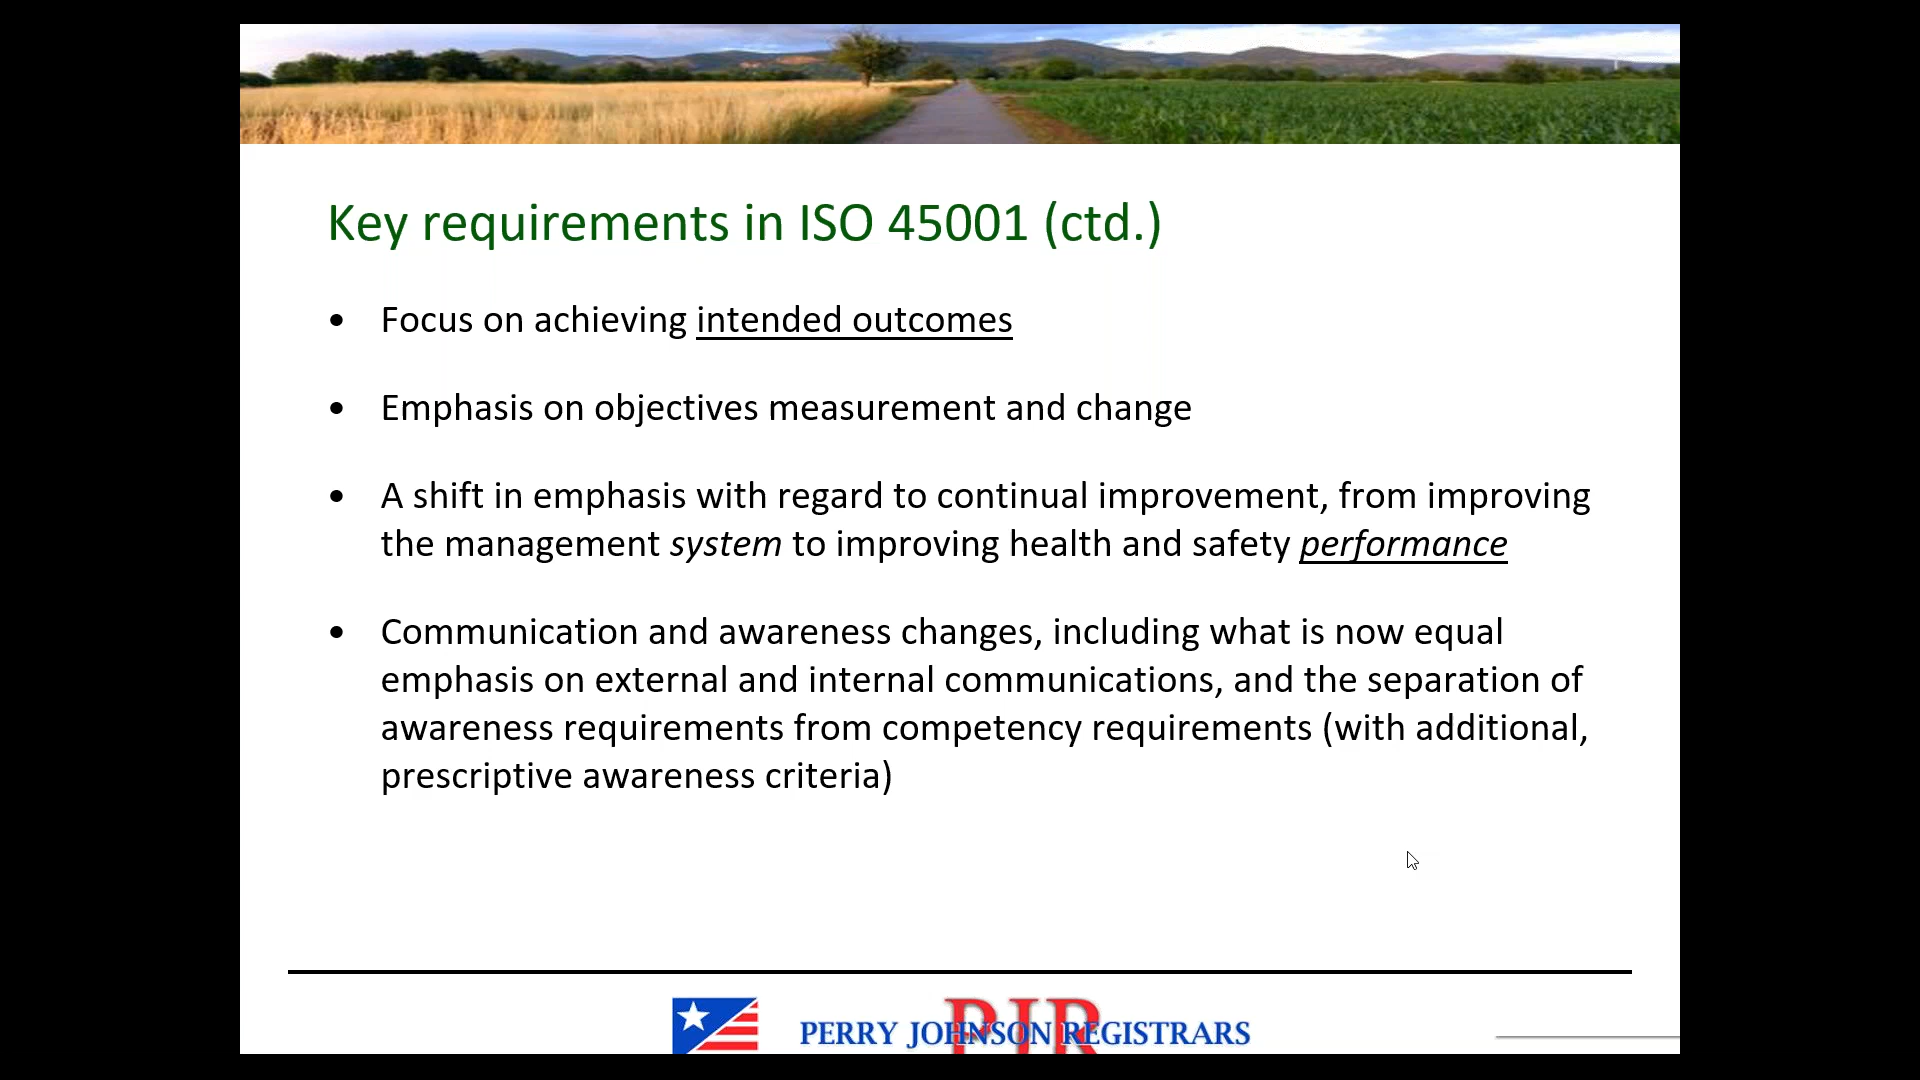 Key requirements in ISO 45001 (ctd.)
• Focus on achieving intended outcomes
• Emphasis on objectives measurement and change
• A shift in emphasis with regard to continual improvement, from improving
the management system to improving health and safety performance
• Communication and awareness changes, including what is now equal
emphasis on external and internal communications, and the separation of
awareness requirements from competency requirements (with additional,
prescriptive awareness criteria)
PJR
PERRY JOHNSON REGISTRARS